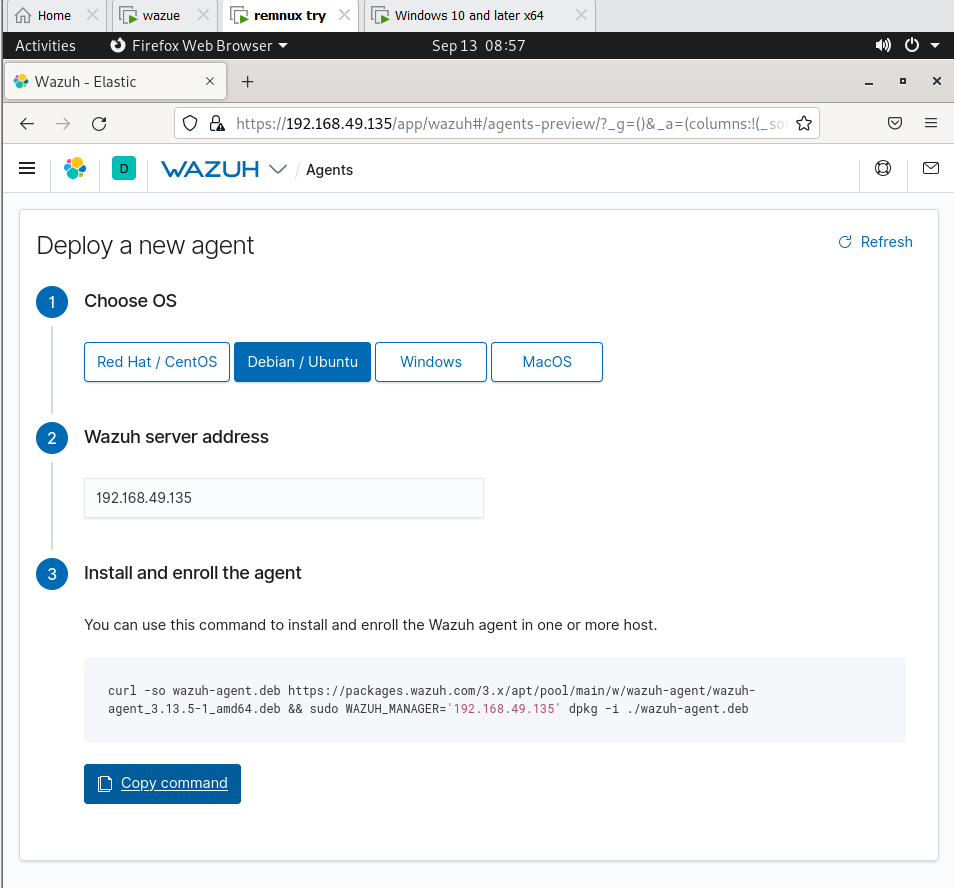 Home
wazue
remnux try
Windows 10 and later x64
Activities
Firefox Web Browser
Sep 13 08:57
Wazuh - Elastic
https://192.168.49.135/app/wazuh#/agents-preview/?_g=()&_a=(columns:!(_so
D
WAZUH
/ Agents
Deploy a new agent
Refresh
1
Choose OS
Red Hat / CentOS
Debian / Ubuntu
Windows
MacOS
2
Wazuh server address
192.168.49.135
3
Install and enroll the agent
You can use this command to install and enroll the Wazuh agent in one or more host.
curl -so wazuh-agent.deb https://packages.wazuh.com/3.x/apt/pool/main/w/wazuh-agent/wazuh-
agent_3.13.5-1_amd64.deb && sudo WAZUH_MANAGER='192.168.49.135' dpkg -i ./wazuh-agent.deb
Copy command